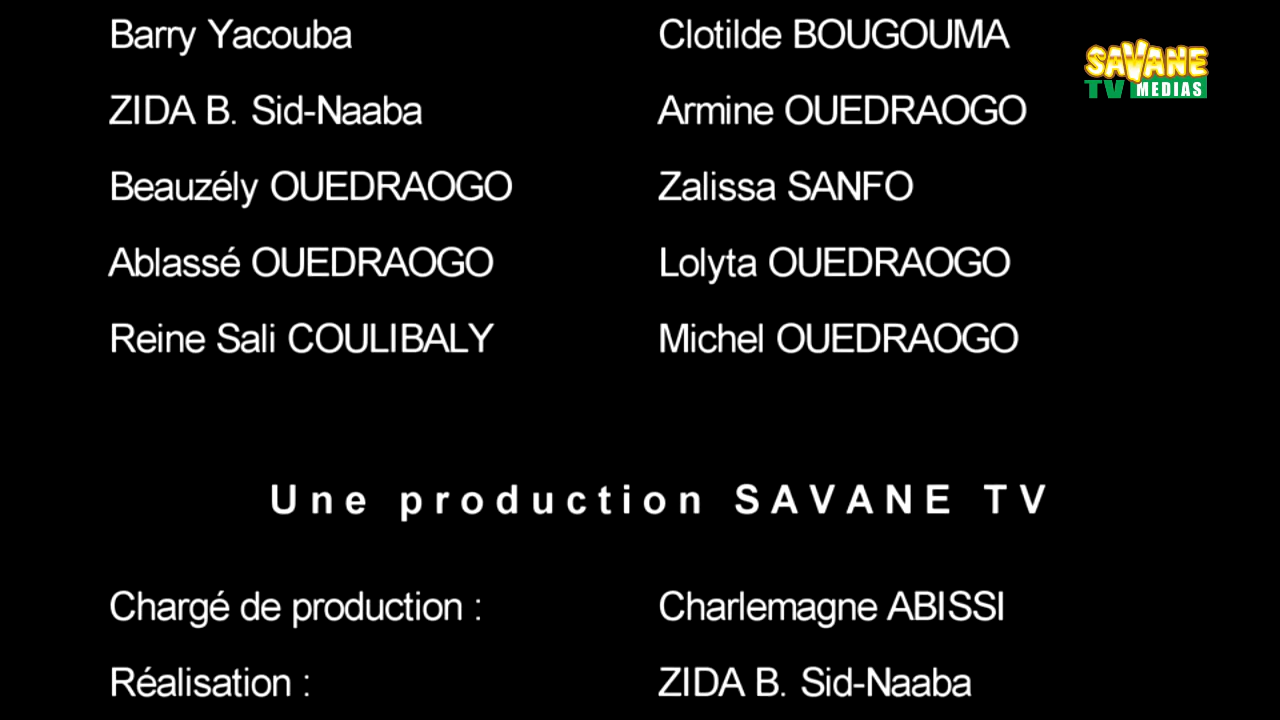 Barry Yacouba Clotilde BOUGOUMA
SAVANE
TV MEDIAS
ZIDA B. Sid-Naaba Armine OUEDRAOGO
Beauzély OUEDRAOGO Zalissa SANFO
Ablassé OUEDRAOGO Lolyta OUEDRAOGO
Reine Sali COULIBALY Michel OUEDRAOGO
Une production SAVANE TV
Chargé de production : Charlemagne ABISSI
Réalisation : ZIDA B. Sid-Naaba